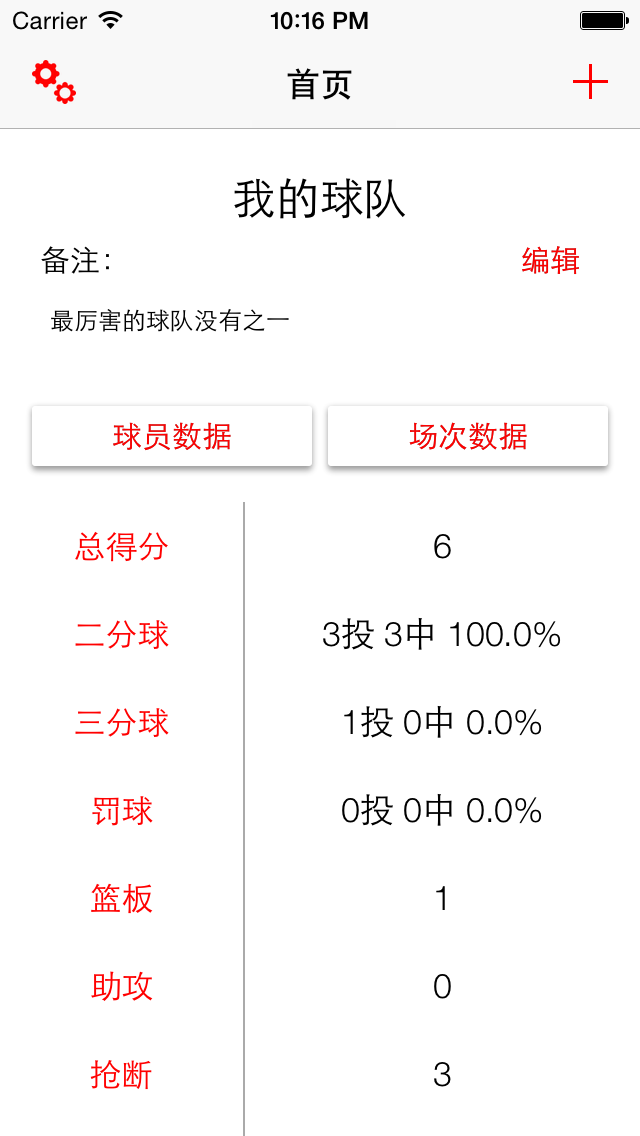 Carrier 10:16 PM
首页
我的球队
备注：
编辑
最厉害的球队没有之一
球员数据 场次数据
总得分 6
二分球 3投 3中 100.0%
三分球 1投 0中 0.0%
罚球 0投 0中 0.0%
篮板 1
助攻 0
抢断 3